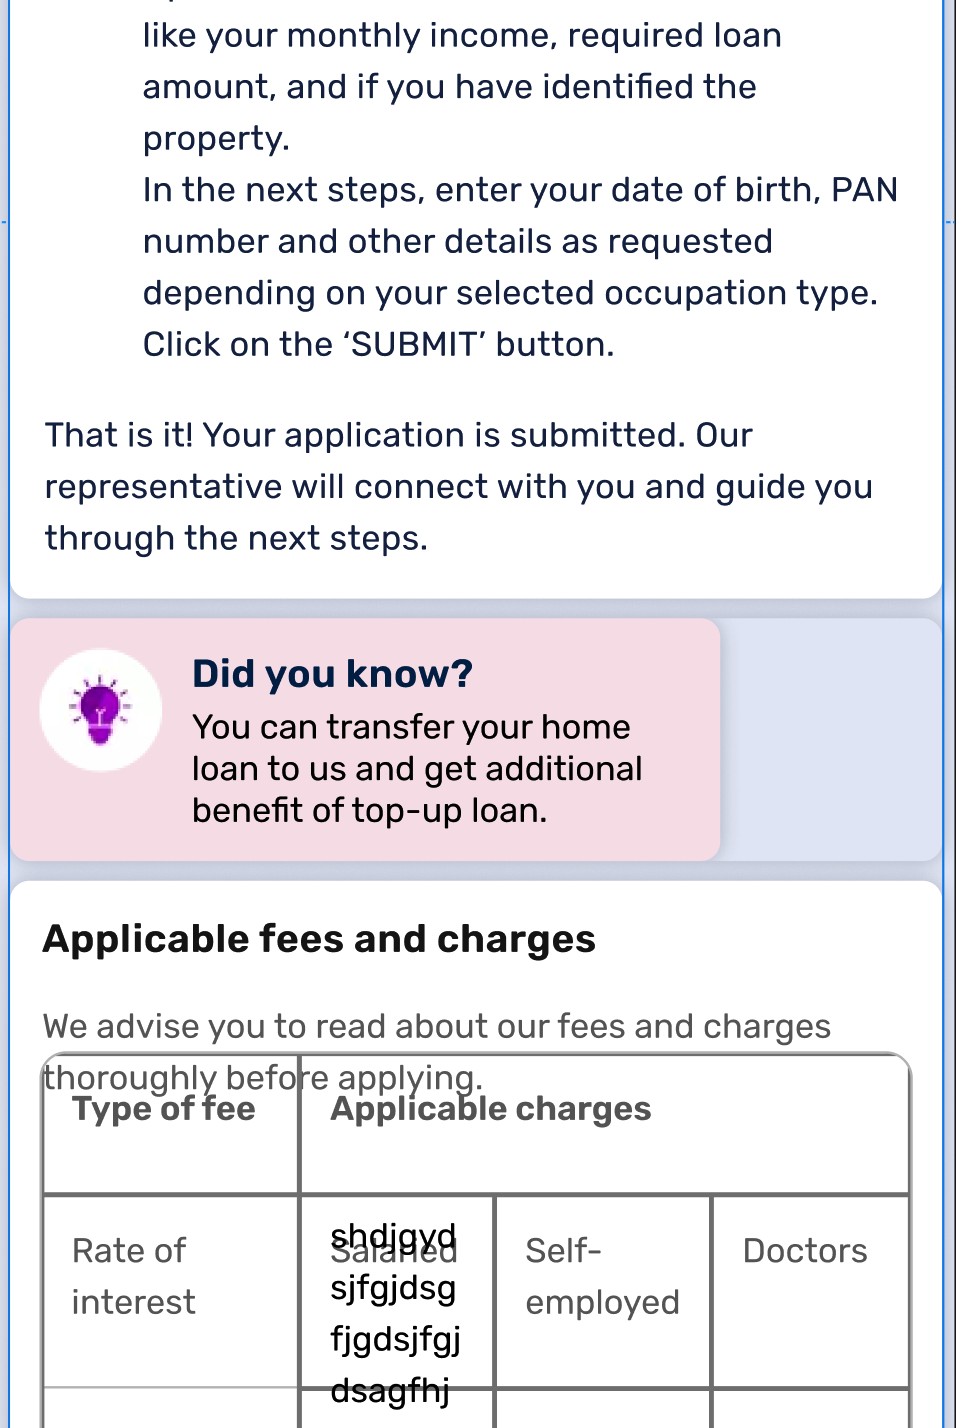 like your monthly income, required loan
amount, and if you have identified the
property.
In the next steps, enter your date of birth, PAN
number and other details as requested
depending on your selected occupation type.
Click on the ‘SUBMIT’ button.
That is it! Your application is submitted. Our
representative will connect with you and guide you
through the next steps.
Did you know?
You can transfer your home
loan to us and get additional
benefit of top-up loan.
Applicable fees and charges
We advise you to read about our fees and charges
thoroughly before applying.
Type of fee Applicable charges
Rate of
interest
shdjgyd
sjfgjdsg
fjgdsjfgj
dsagfhj
Salaried
Self-
employed
Doctors